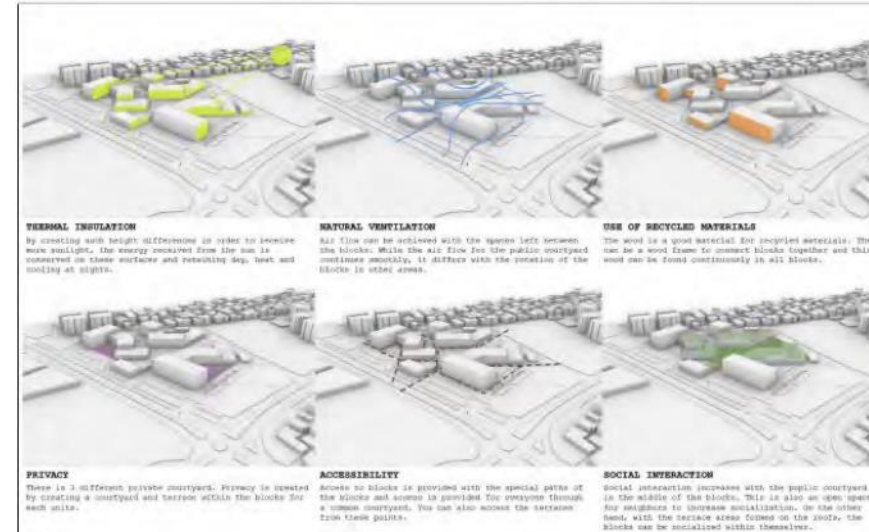 THERMAL INSULATION
By creating such height differences in order to receive
more sunlight, the energy received from the sun is
conserved on these surfaces and retaining day, heat and
cooling at nights.
NATURAL VENTILATION
Air flow can be achieved with the spaces left between
the blocks. While the air flow for the public courtyard
continues smoothly, it differs with the rotation of the
blocks in other areas.
USE OF RECYCLED MATERIALS
The wood is a good material for recycled materials. The
can be a wood frame to connect blocks together and this
wood can be found continuously in all blocks.
PRIVACY
There is 3 different private courtyard. Privacy is created
by creating a courtyard and terrace within the blocks for
each units.
ACCESSIBILITY
Access to blocks is provided with the special paths of
the blocks and access is provided for everyone through
a common courtyard. You can also access the terraces
from these points.
SOCIAL INTERACTION
Social interaction increases with the puplic courtyard
in the middle of the blocks. This is also an open space
for neighbors to increase socialization. On the other
hand, with the terrace areas formed on the roofs, the
blocks can be socialized within themselves.